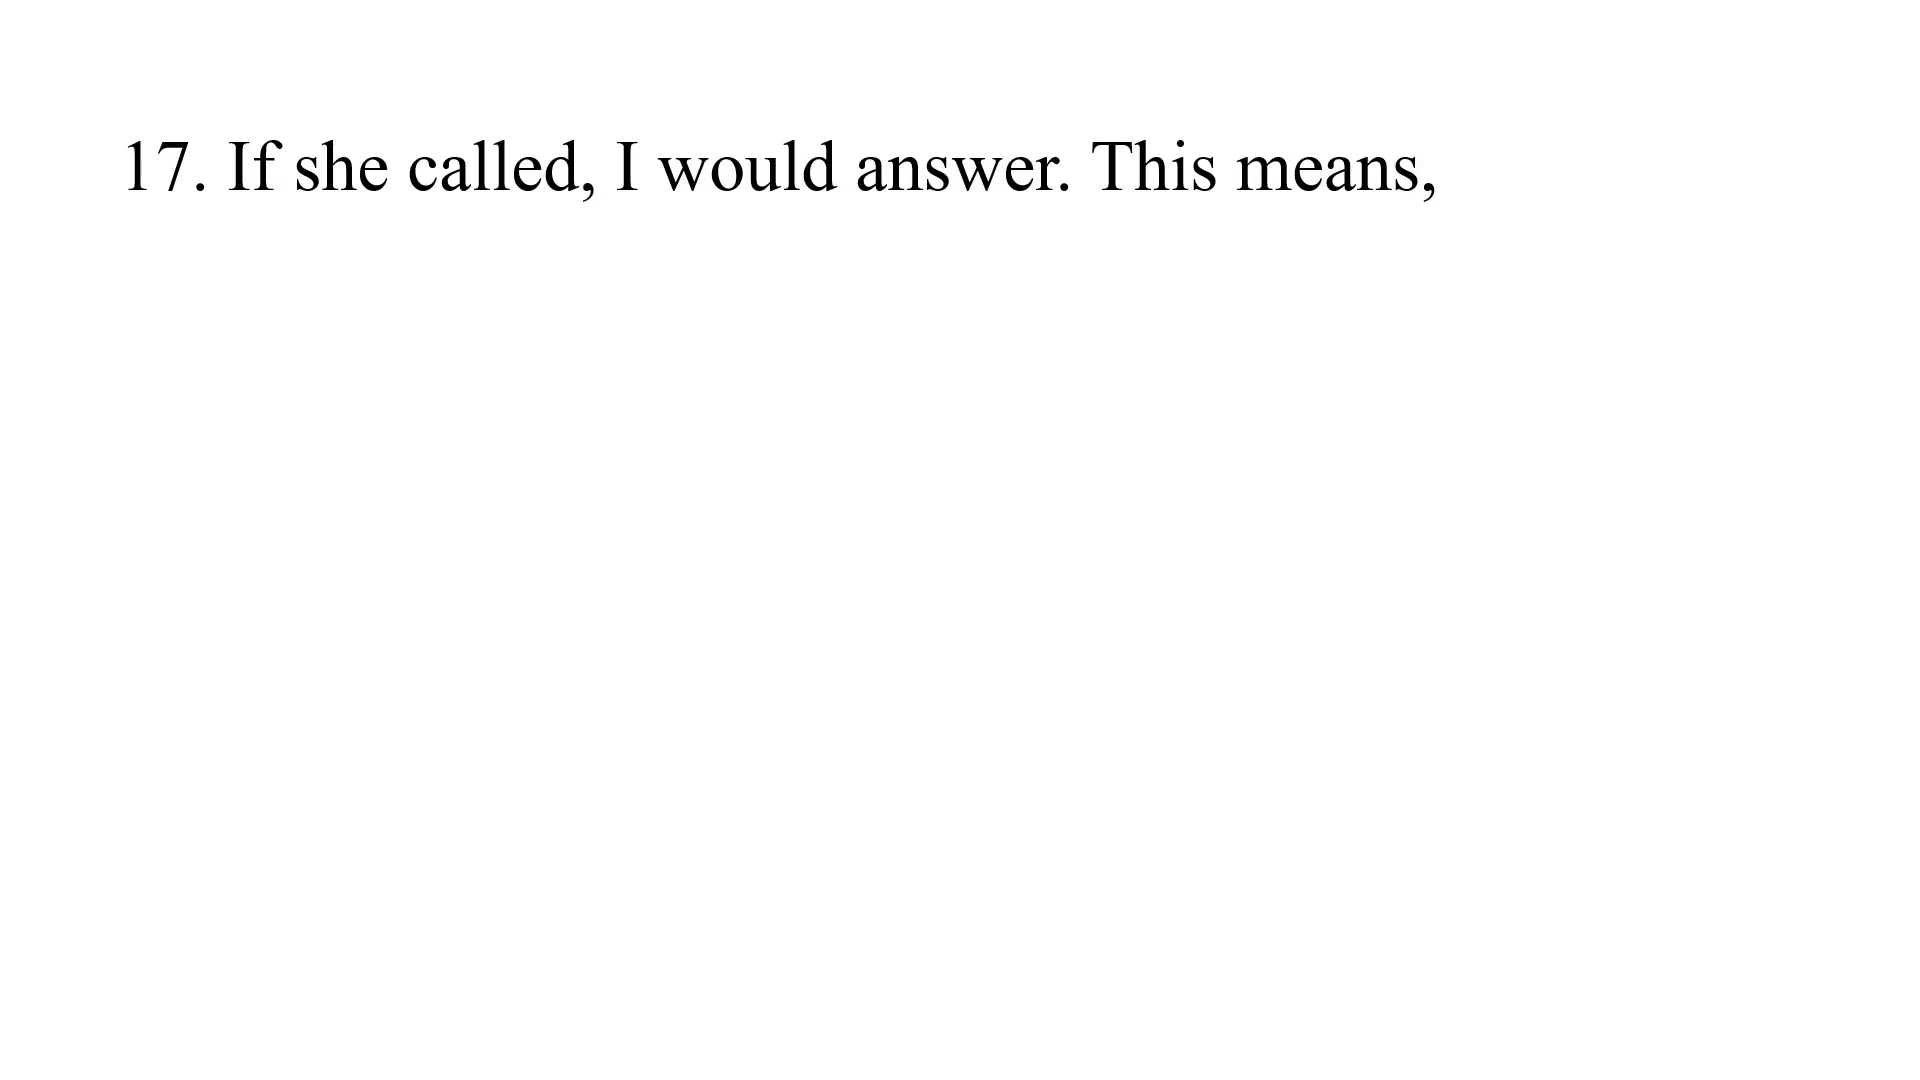 17. If she called, I would answer. This means,